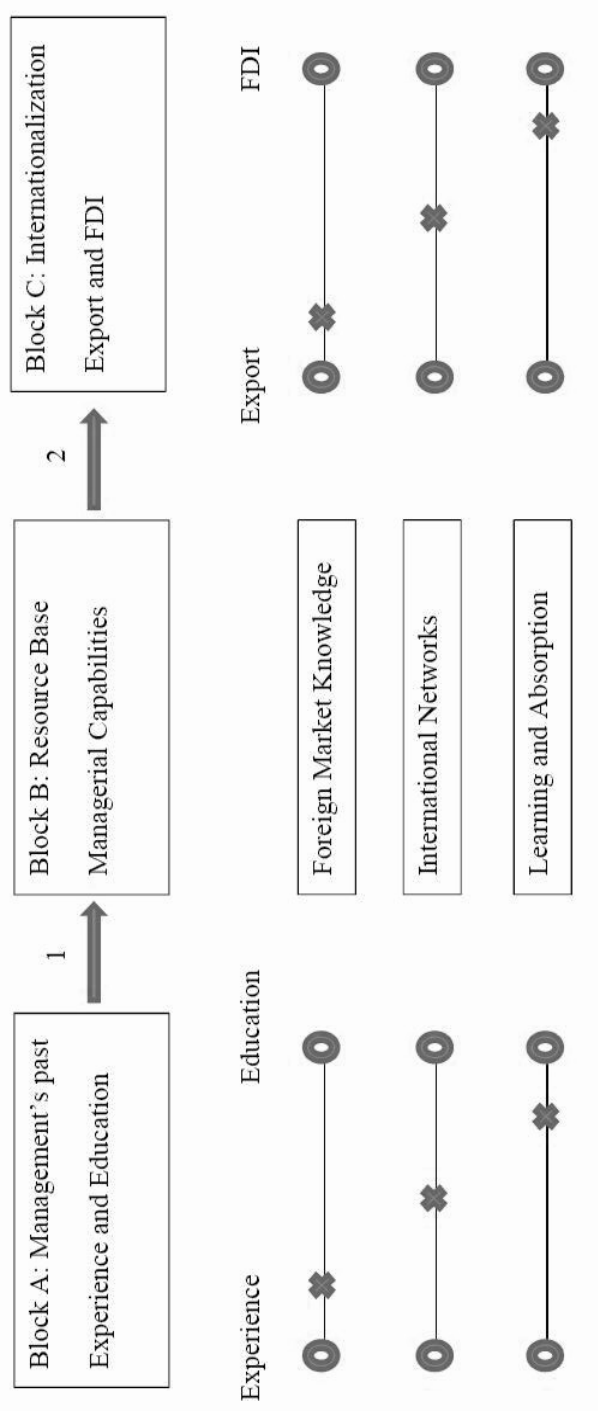 Block A: Management's past
Experience and Education
1
Block B: Resource Base
Managerial Capabilities
2
Block C: Internationalization
Export and FDI
Experience
Education
Export
FDI
Foreign Market Knowledge
International Networks
Learning and Absorption